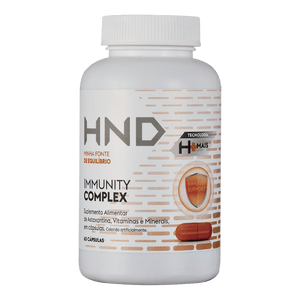 HND
MINHA FONTE
DE EQUILÍBRIO
TECNOLOGIA
H MAIS
IMMUNITY
COMPLEX
Suplemento Alimentar
de Astaxantina, Vitaminas e Minerais,
em cápsulas. Colorido artificialmente.
60 CÁPSULAS